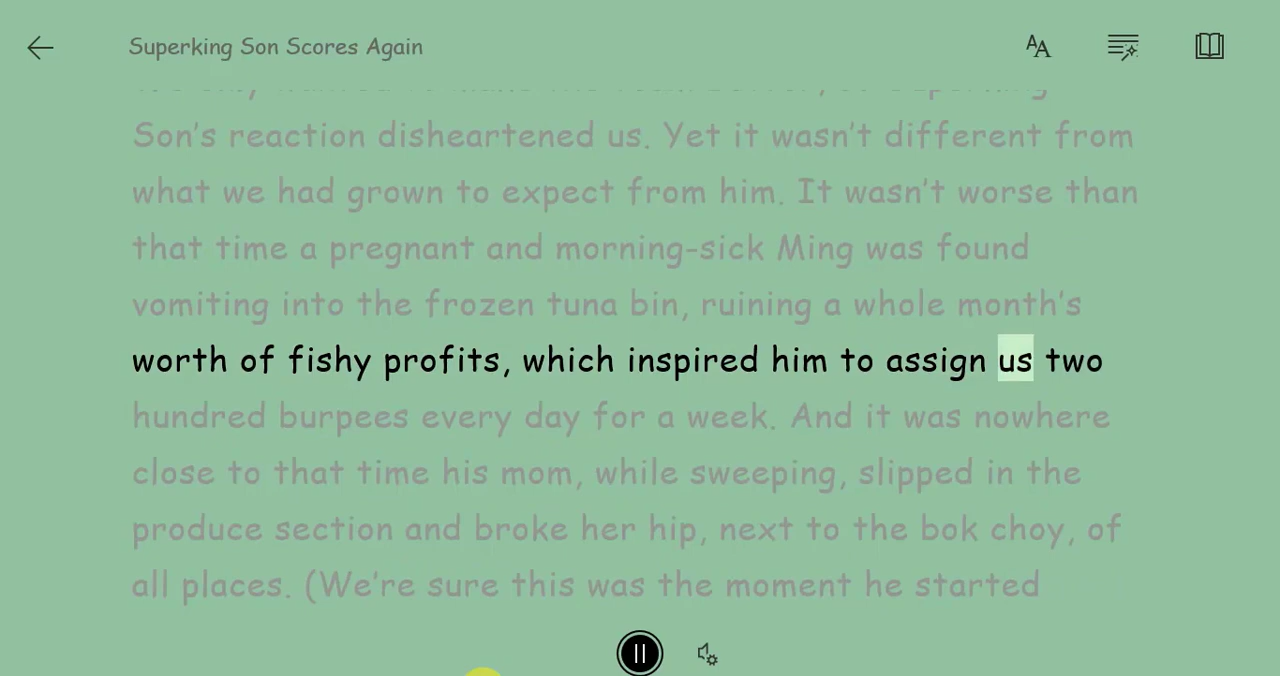 Superking Son Scores Again
Son's reaction disheartened us. Yet it wasn't different from
what we had grown to expect from him. It wasn't worse than
that time a pregnant and morning-sick Ming was found
vomiting into the frozen tuna bin, ruining a whole month's
worth of fishy profits, which inspired him to assign us two
hundred burpees every day for a week. And it was nowhere
close to that time his mom, while sweeping, slipped in the
produce section and broke her hip, next to the bok choy, of
all places. (We're sure this was the moment he started